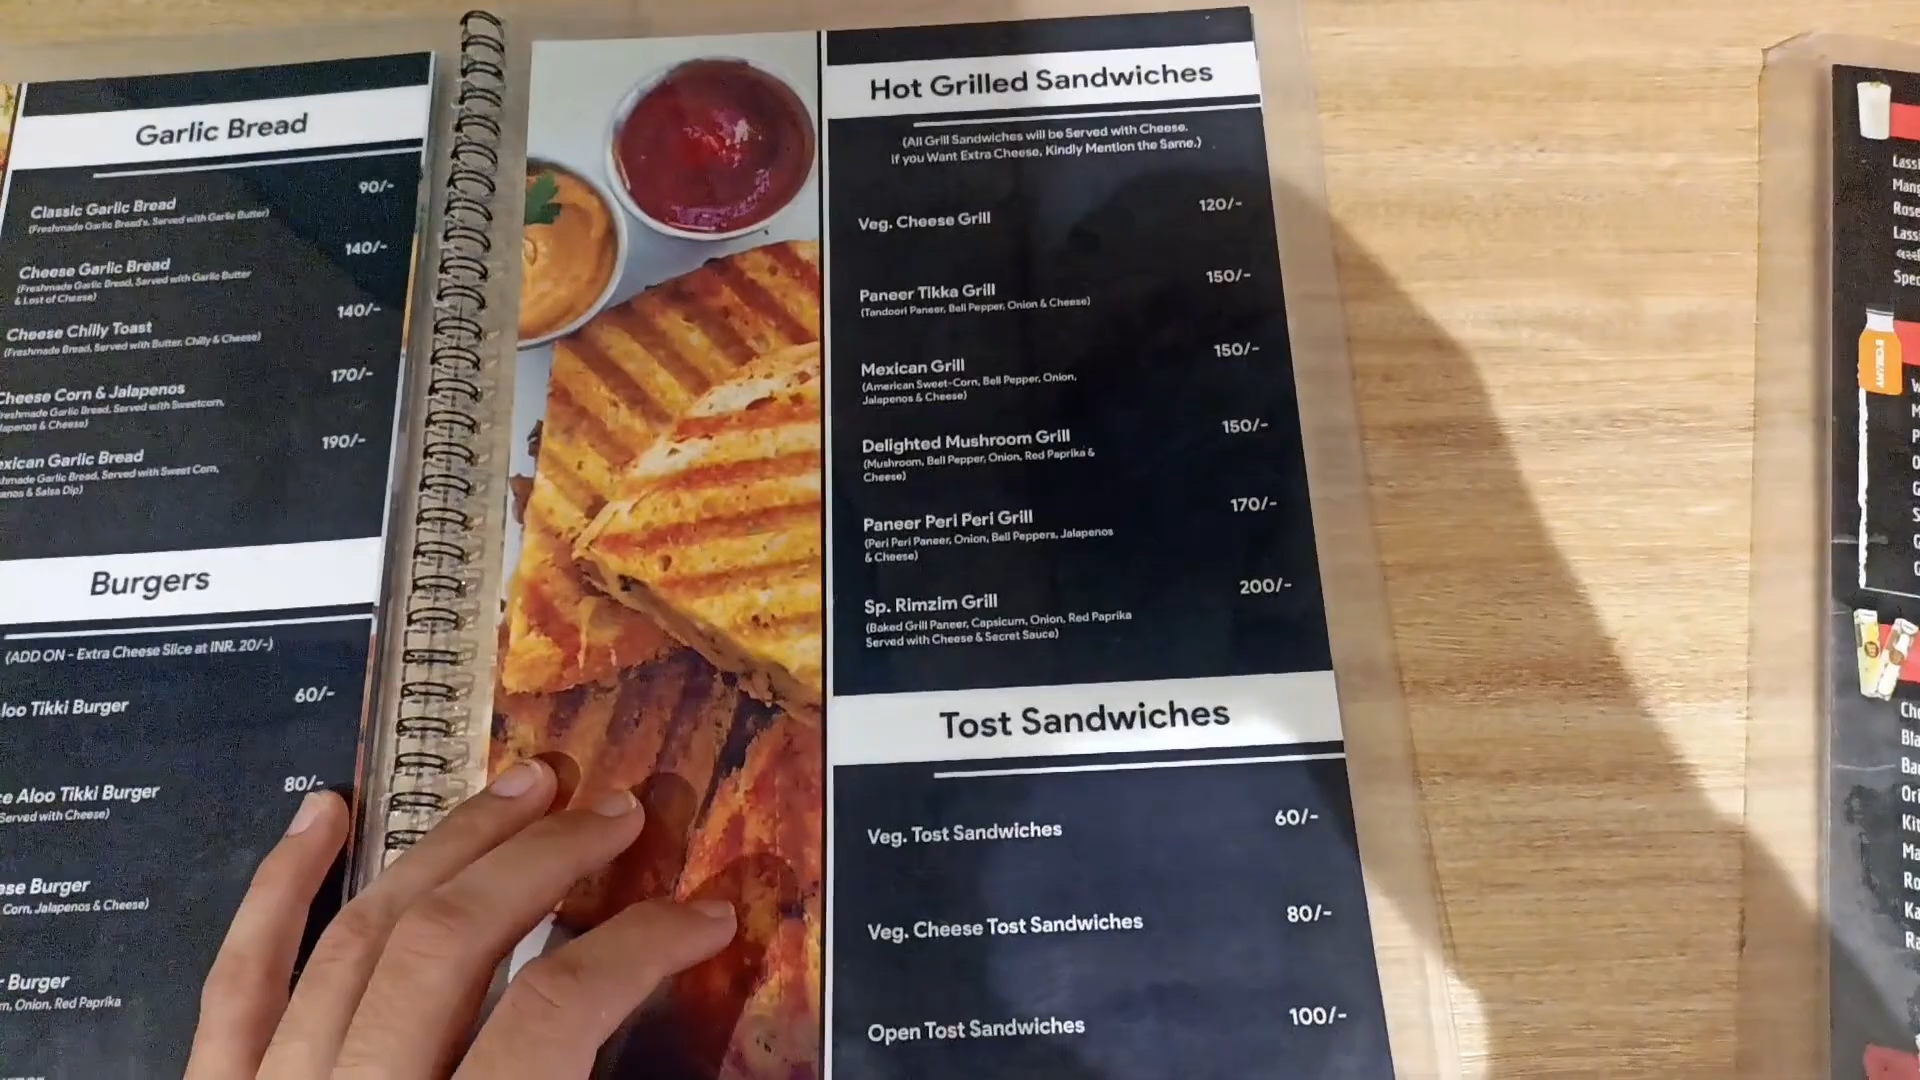 Garlic Bread
Classic Garlic Bread 90/-
(Freshmade Garlic Bread's, Served with Garlic Butter)
Cheese Garlic Bread 140/-
(Freshmade Garlic Bread, Served with Garlic Butter
& Lost of Cheese)
Cheese Chilly Toast 140/-
(Freshmade Bread, Served with Butter, Chilly & Cheese)
Cheese Corn & Jalapenos 170/-
Garlic Bread, Served with Sweetcorn,
& Cheese)
Garlic Bread 190/-
Garlic Bread, Served with Sweet Corn,
& Salsa Dip)
Burgers
(ADD ON - Extra Cheese Slice at INR. 20/-)
Tikki Burger 60/-
Aloo Tikki Burger 80/-
Served with Cheese)
Burger
Corn, Jalapenos & Cheese)
Burger
Onion, Red Paprika
Hot Grilled Sandwiches
(All Grill Sandwiches will be Served with Cheese.
If you Want Extra Cheese, Kindly Mention the Same.)
Veg. Cheese Grill 120/-
Paneer Tikka Grill 150/-
(Tandoori Paneer, Bell Pepper, Onion & Cheese)
Mexican Grill 150/-
(American Sweet-Corn, Bell Pepper, Onion,
Jalapenos & Cheese)
Delighted Mushroom Grill 150/-
(Mushroom, Bell Pepper, Onion, Red Paprika &
Cheese)
Paneer Peri Peri Grill 170/-
(Peri Peri Paneer, Onion, Bell Peppers, Jalapenos
& Cheese)
Sp. Rimzim Grill 200/-
(Baked Grill Paneer, Capsicum, Onion, Red Paprika
Served with Cheese & Secret Sauce)
Tost Sandwiches
Veg. Tost Sandwiches 60/-
Veg. Cheese Tost Sandwiches 80/-
Open Tost Sandwiches 100/-